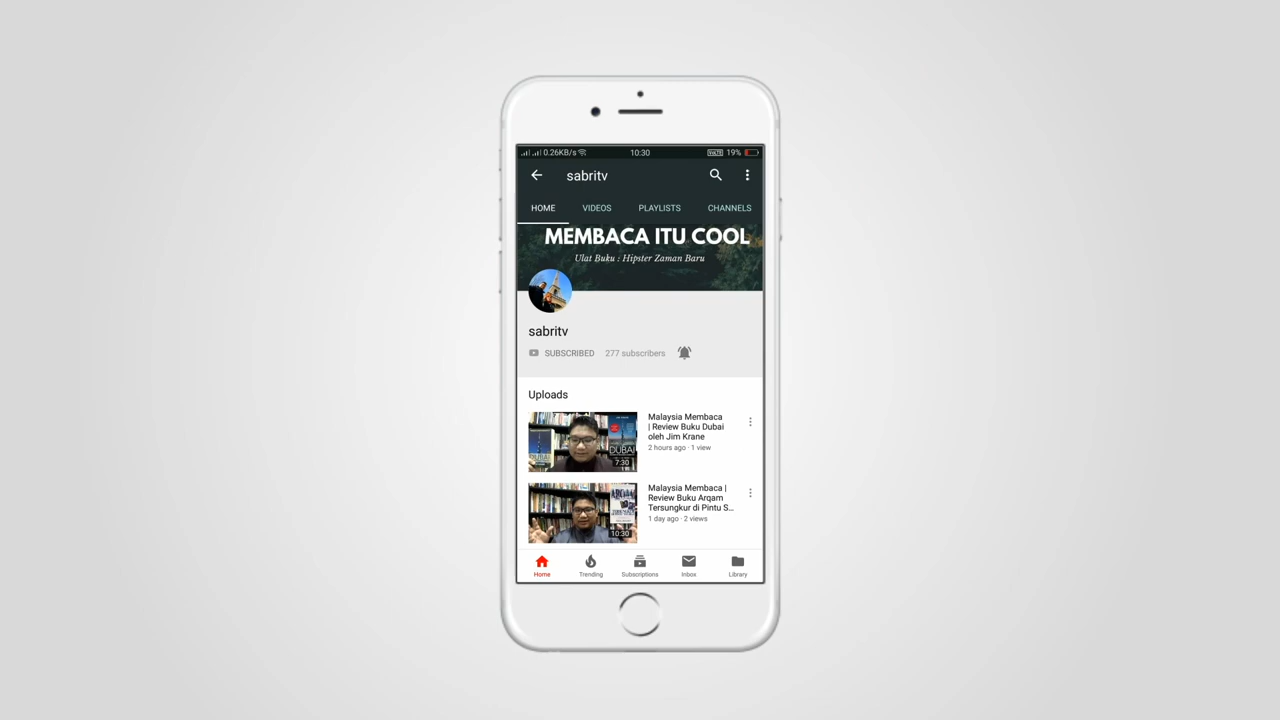 0.26KB/s 10:30 VoLTE 19%
sabritv
HOME VIDEOS PLAYLISTS CHANNELS
MEMBACA ITU COOL
Ulat Buku : Hipster Zaman Baru
sabritv
SUBSCRIBED 277 subscribers
Uploads
Malaysia Membaca
| Review Buku Dubai
oleh Jim Krane
2 hours ago · 1 view
DUBAI
7:30
Malaysia Membaca |
Review Buku Arqam
Tersungkur di Pintu S...
1 day ago · 2 views
10:30
Home Trending Subscriptions Inbox Library